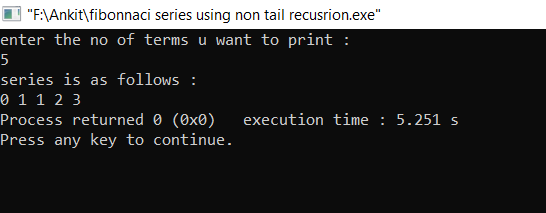 "F:\Ankit\fibonnaci series using non tail recusrion.exe"
enter the no of terms u want to print :
5
series is as follows :
0 1 1 2 3
Process returned 0 (0x0)   execution time : 5.251 s
Press any key to continue.